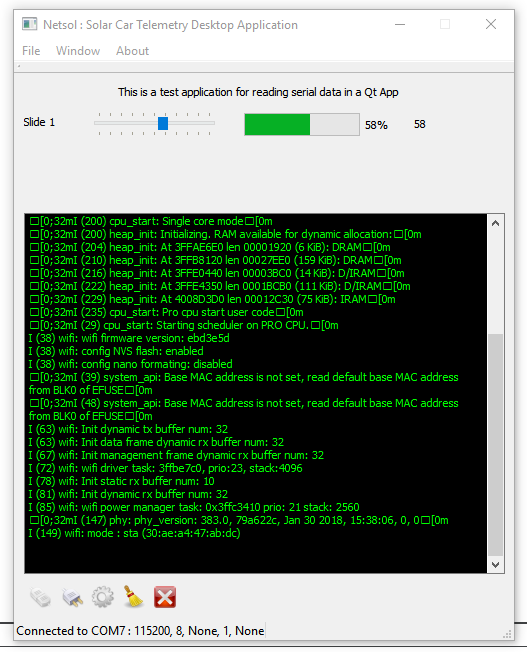 Netsol : Solar Car Telemetry Desktop Application
File Window About
This is a test application for reading serial data in a Qt App
Slide 1
58% 58
□[0;32mI (200) cpu_start: Single core mode□[0m
□[0;32mI (200) heap_init: Initializing. RAM available for dynamic allocation:□[0m
□[0;32mI (204) heap_init: At 3FFAE6E0 len 00001920 (6 KiB): DRAM□[0m
□[0;32mI (210) heap_init: At 3FFB8120 len 00027EE0 (159 KiB): DRAM□[0m
□[0;32mI (216) heap_init: At 3FFE0440 len 00003BC0 (14 KiB): D/IRAM□[0m
□[0;32mI (222) heap_init: At 3FFE4350 len 0001BCB0 (111 KiB): D/IRAM□[0m
□[0;32mI (229) heap_init: At 4008D3D0 len 00012C30 (75 KiB): IRAM□[0m
□[0;32mI (235) cpu_start: Pro cpu start user code□[0m
□[0;32mI (29) cpu_start: Starting scheduler on PRO CPU.□[0m
I (38) wifi: wifi firmware version: ebd3e5d
I (38) wifi: config NVS flash: enabled
I (38) wifi: config nano formating: disabled
□[0;32mI (39) system_api: Base MAC address is not set, read default base MAC address
from BLK0 of EFUSE□[0m
□[0;32mI (48) system_api: Base MAC address is not set, read default base MAC address
from BLK0 of EFUSE□[0m
I (63) wifi: Init dynamic tx buffer num: 32
I (63) wifi: Init data frame dynamic rx buffer num: 32
I (67) wifi: Init management frame dynamic rx buffer num: 32
I (72) wifi: wifi driver task: 3ffbe7c0, prio:23, stack:4096
I (78) wifi: Init static rx buffer num: 10
I (81) wifi: Init dynamic rx buffer num: 32
I (85) wifi: wifi power manager task: 0x3ffc3410 prio: 21 stack: 2560
□[0;32mI (147) phy: phy_version: 383.0, 79a622c, Jan 30 2018, 15:38:06, 0, 0□[0m
I (149) wifi: mode : sta (30:ae:a4:47:ab:dc)
Connected to COM7 : 115200, 8, None, 1, None